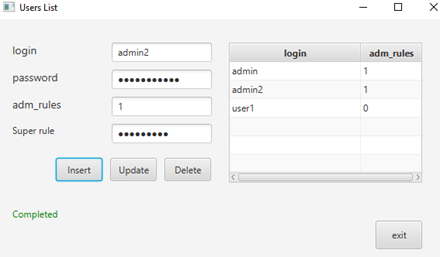 Users List
login admin2
password •••••••••••
adm_rules 1
Super rule •••••••••
Insert Update Delete
Completed
login adm_rules
admin 1
admin2 1
user1 0
exit